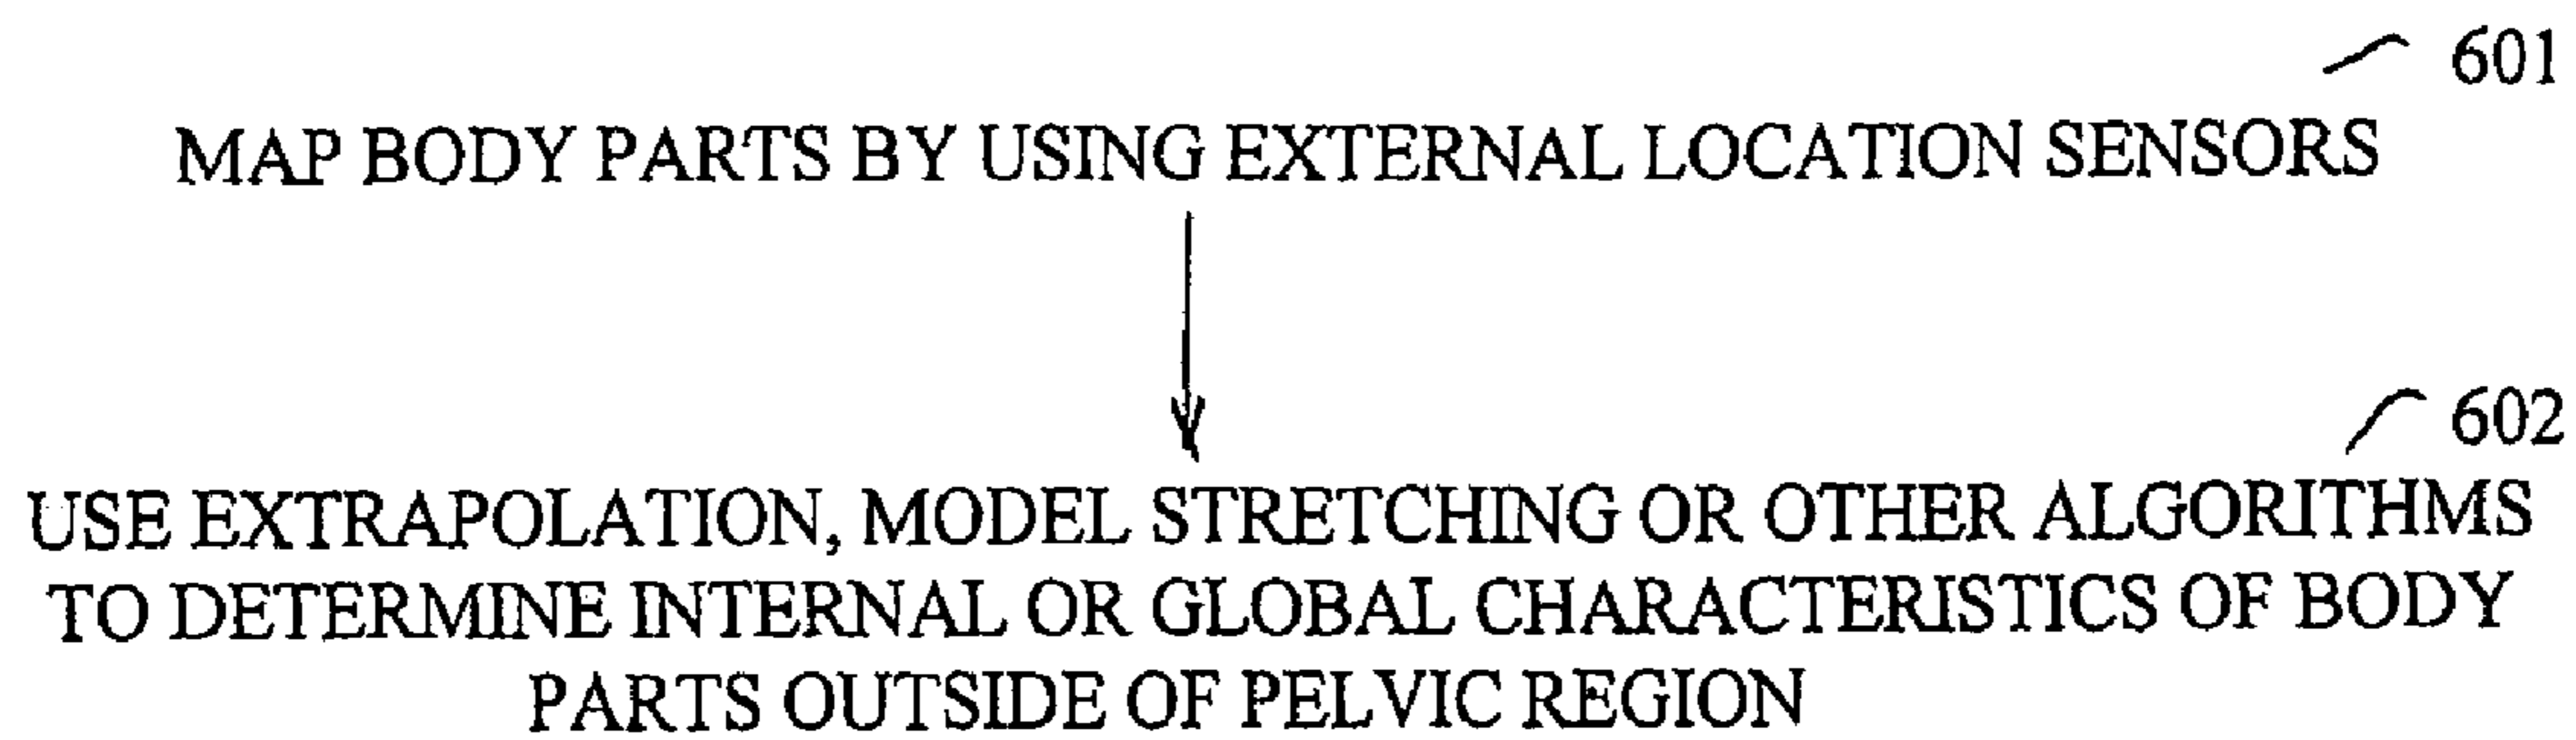 601
MAP BODY PARTS BY USING EXTERNAL LOCATION SENSORS
602
USE EXTRAPOLATION, MODEL STRETCHING OR OTHER ALGORITHMS
TO DETERMINE INTERNAL OR GLOBAL CHARACTERISTICS OF BODY
PARTS OUTSIDE OF PELVIC REGION